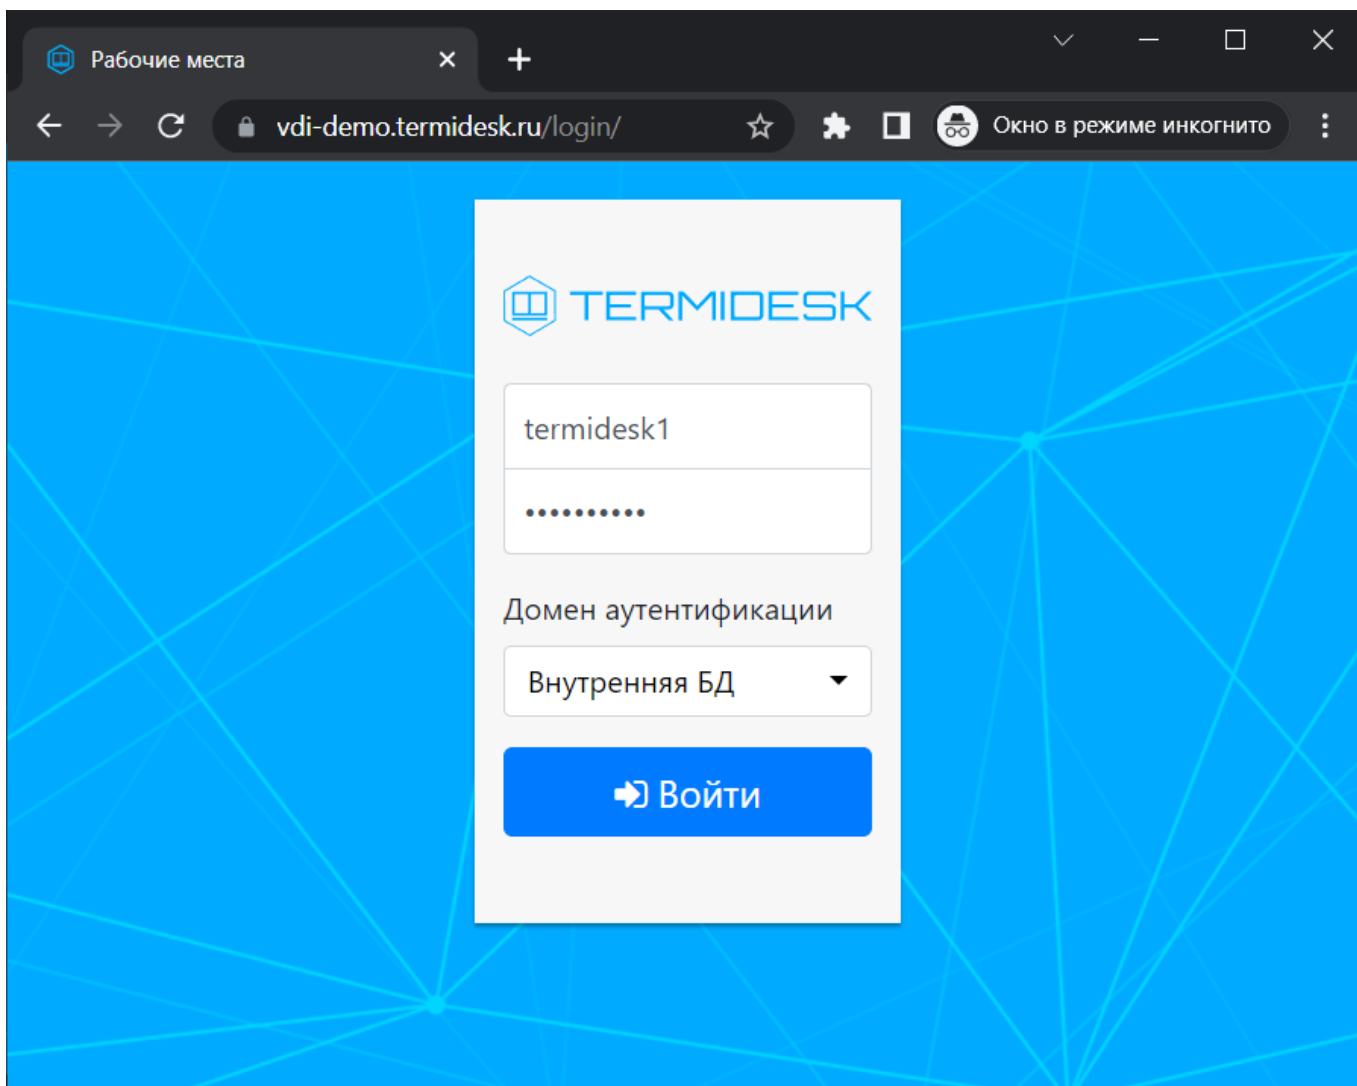 Рабочие места
vdi-demo.termidesk.ru/login/
Окно в режиме инкогнито
TERMIDESK
termidesk1
••••••••••
Домен аутентификации
Внутренняя БД
Войти